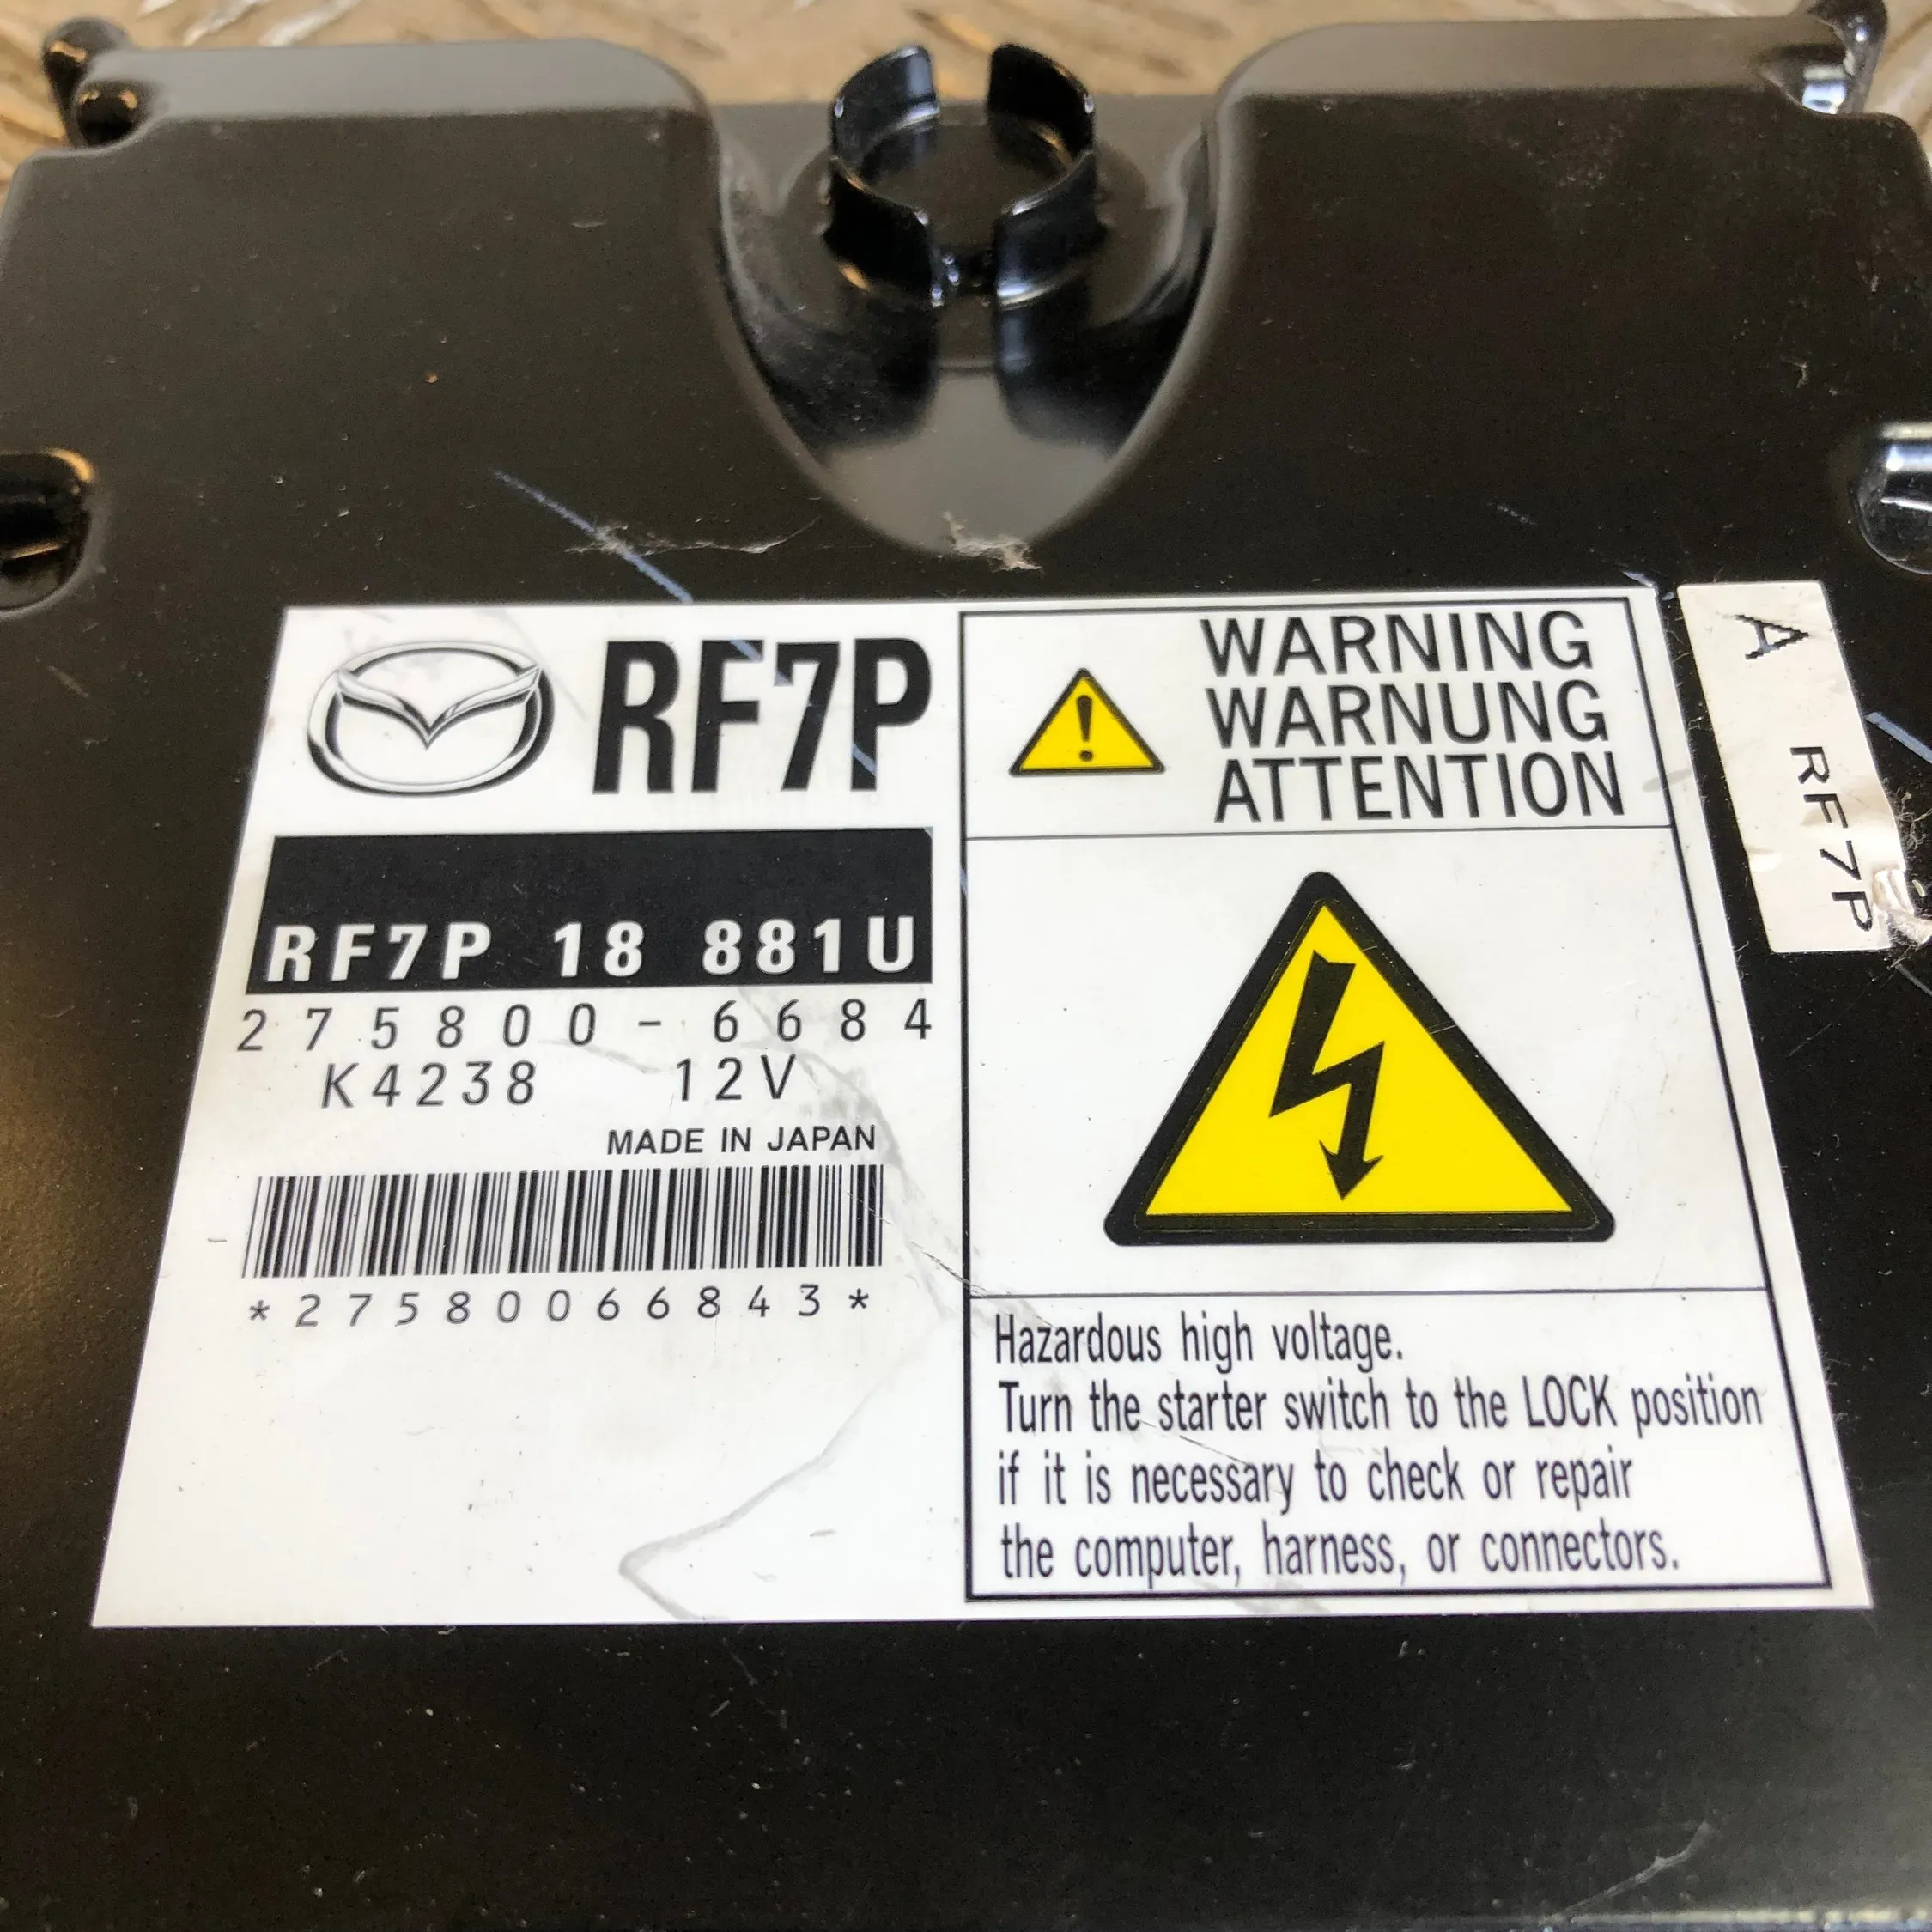 RF7P
RF7P 18 881U
275800-6684
K4238 12V
MADE IN JAPAN
*27580066843*
WARNING
WARNUNG
ATTENTION
Hazardous high voltage.
Turn the starter switch to the LOCK position
if it is necessary to check or repair
the computer, harness, or connectors.
A RF7P